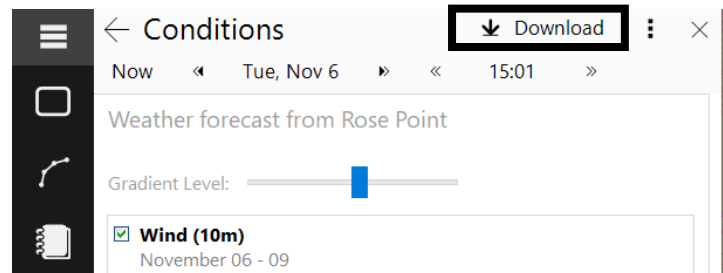 Conditions Download
Now Tue, Nov 6 15:01
Weather forecast from Rose Point
Gradient Level:
Wind (10m)
November 06 - 09